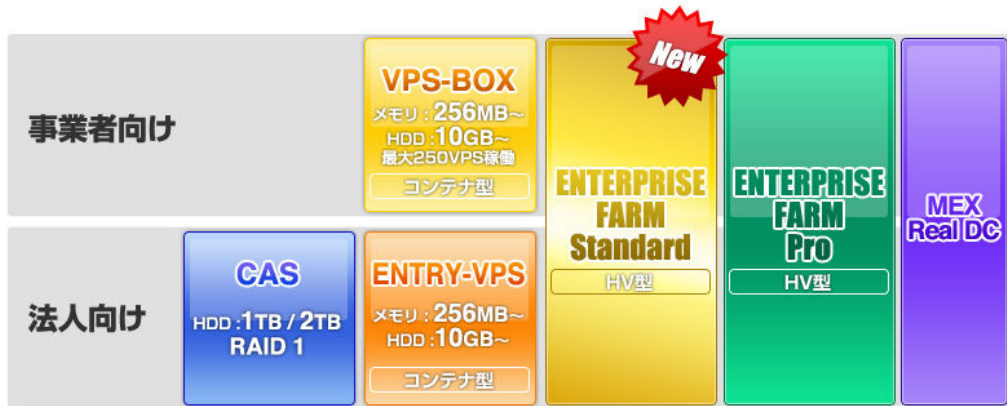 New
事業者向け
VPS-BOX
メモリ:256MB~
HDD:10GB~
最大250VPS稼働
コンテナ型
ENTERPRISE
FARM
Standard
HV型
ENTERPRISE
FARM
Pro
HV型
MEX
Real DC
法人向け
CAS
HDD:1TB / 2TB
RAID 1
ENTRY-VPS
メモリ:256MB~
HDD:10GB~
コンテナ型